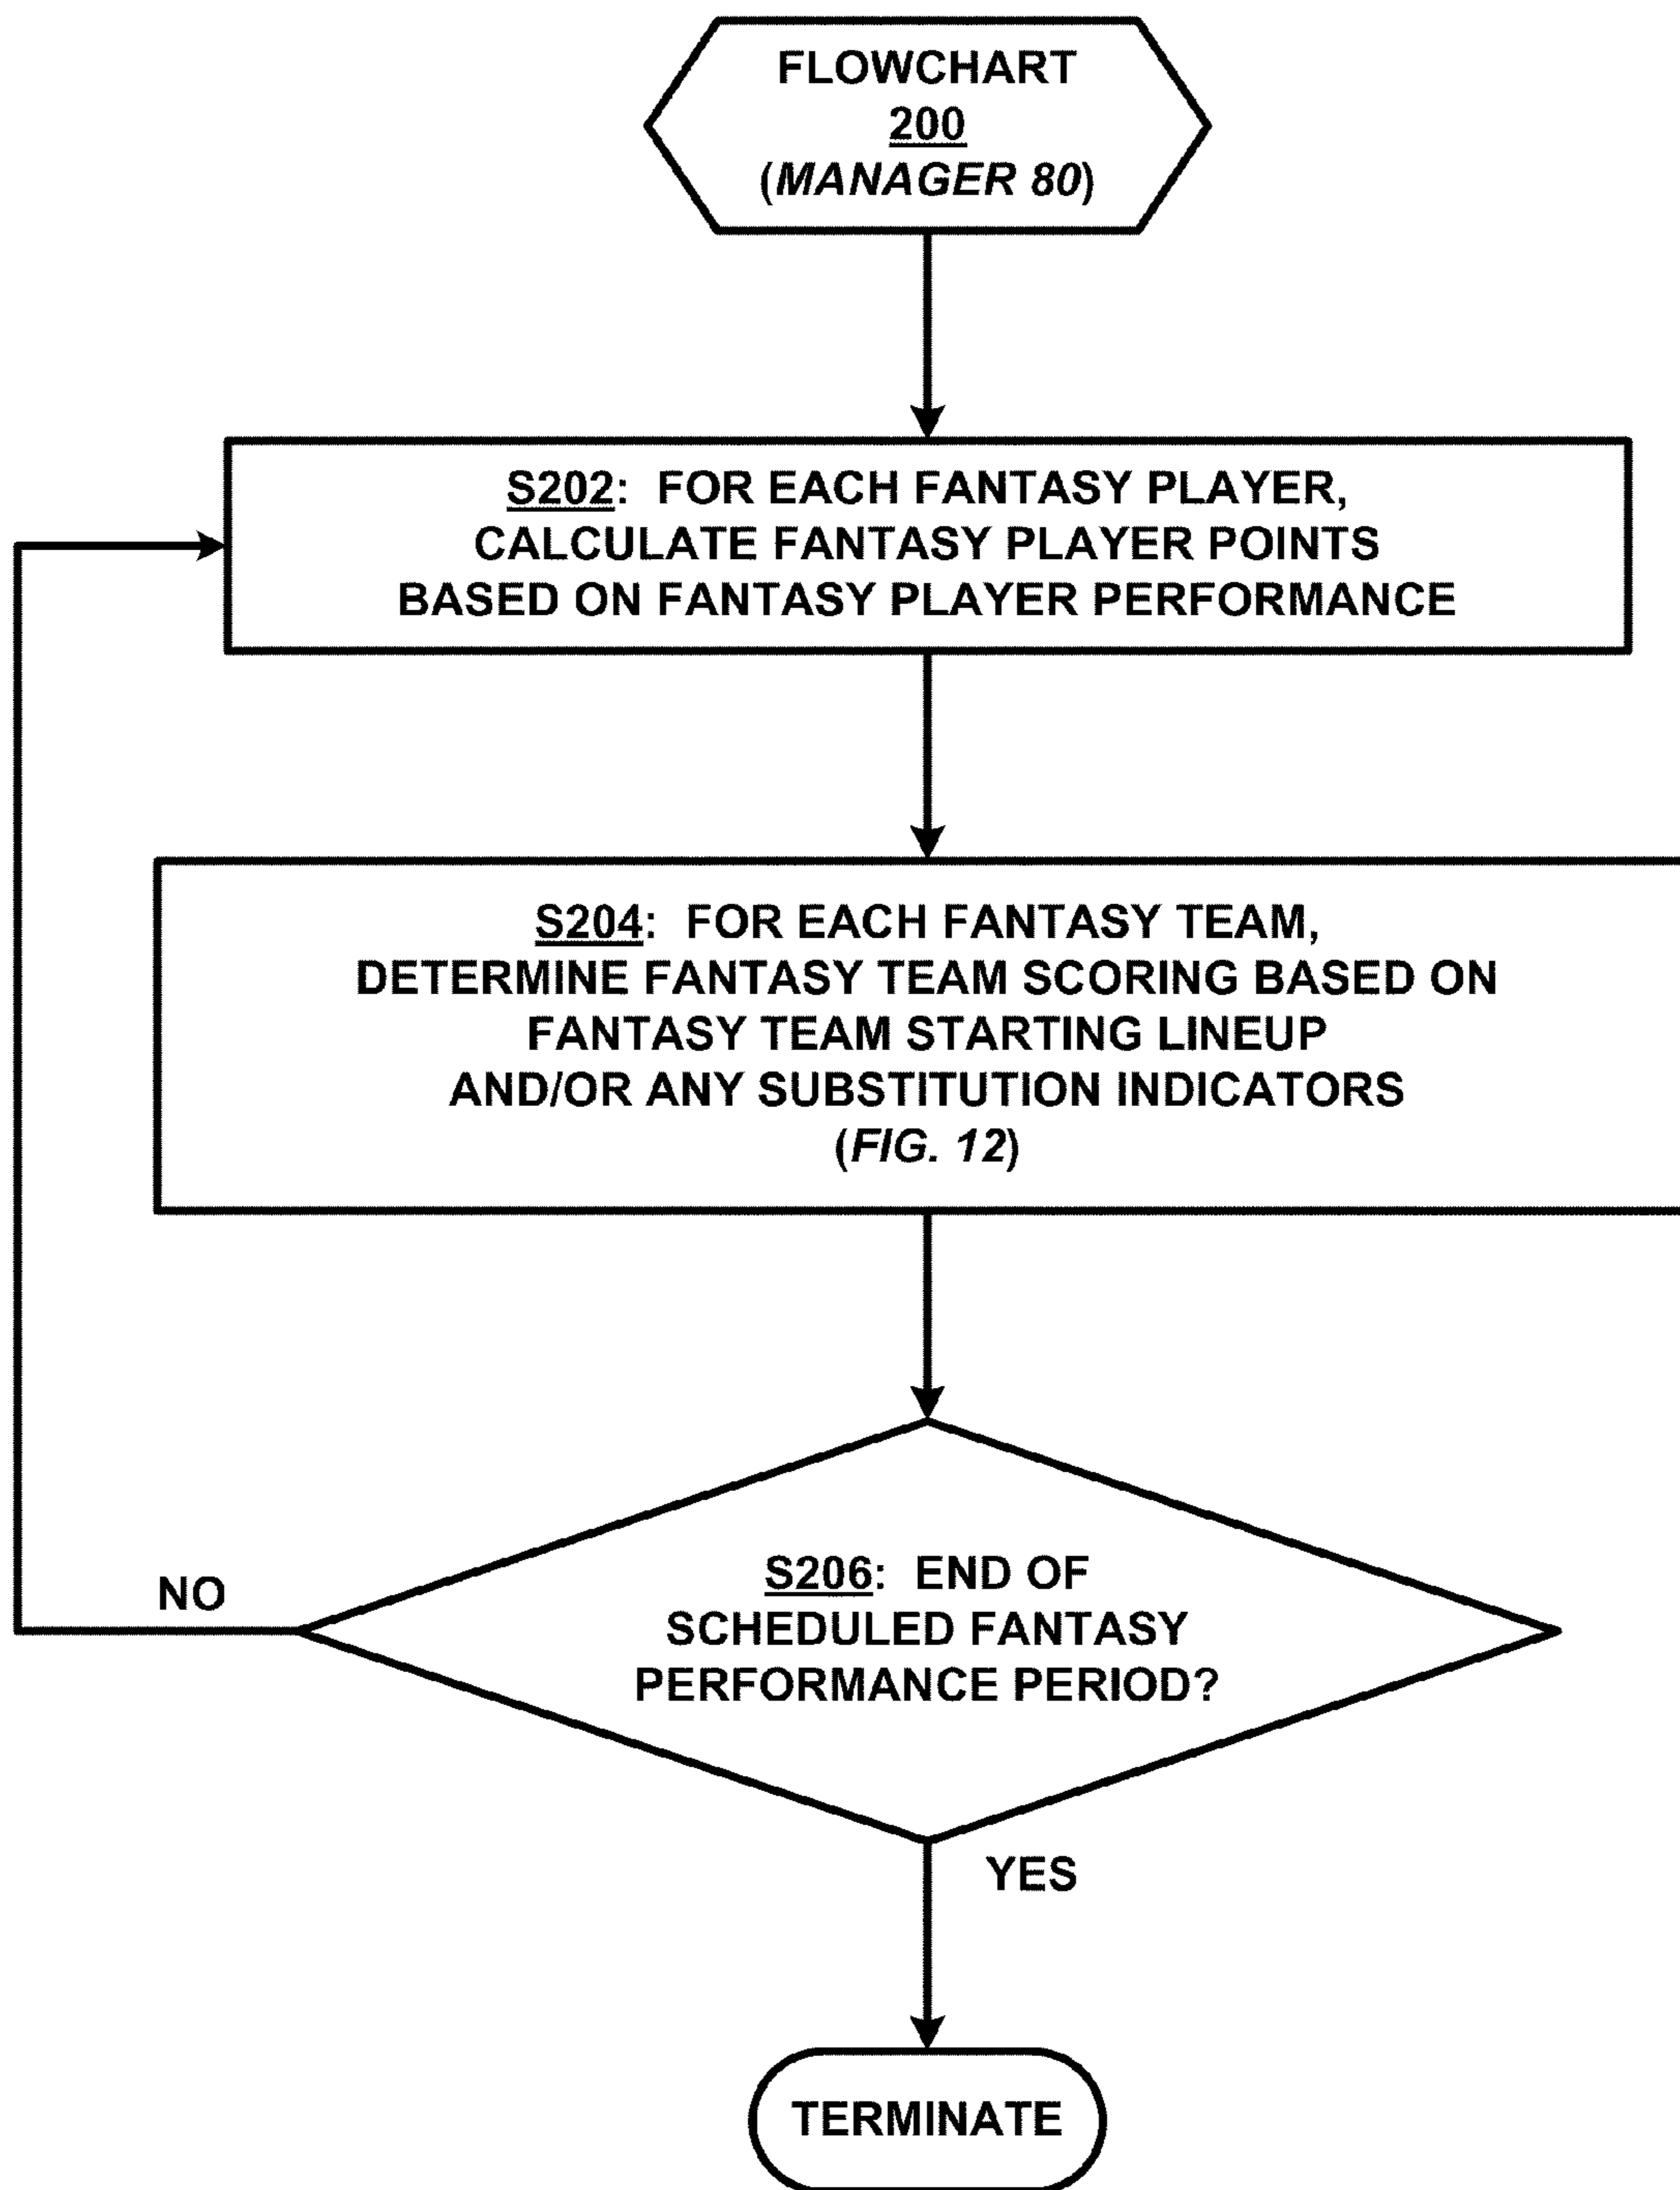 FLOWCHART
200
(MANAGER 80)
S202: FOR EACH FANTASY PLAYER,
CALCULATE FANTASY PLAYER POINTS
BASED ON FANTASY PLAYER PERFORMANCE
S204: FOR EACH FANTASY TEAM,
DETERMINE FANTASY TEAM SCORING BASED ON
FANTASY TEAM STARTING LINEUP
AND/OR ANY SUBSTITUTION INDICATORS
(FIG. 12)
S206: END OF
SCHEDULED FANTASY
PERFORMANCE PERIOD?
NO
YES
TERMINATE